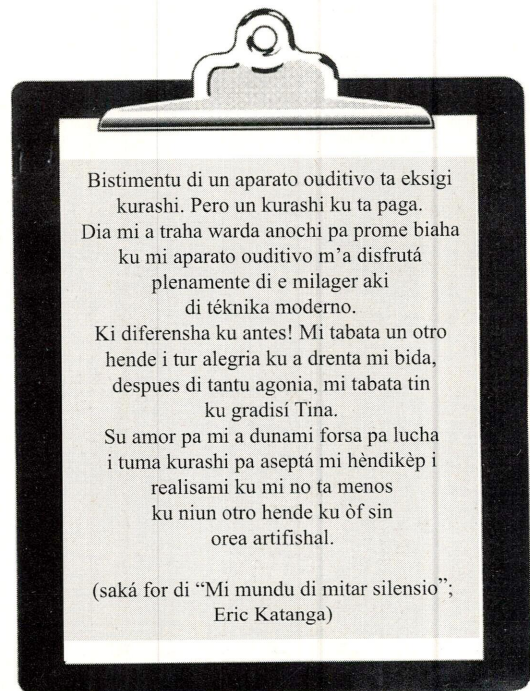 Bistimentu di un aparato ouditivo ta eksigi
kurashi. Pero un kurashi ku ta paga.
Dia mi a traha warda anochi pa prome biaha
ku mi aparato ouditivo m’a disfrutá
plenamente di e milager aki
di téknika moderno.
Ki diferensha ku antes! Mi tabata un otro
hende i tur alegria ku a drenta mi bida,
despues di tantu agonia, mi tabata tin
ku gradisí Tina.
Su amor pa mi a dunami forsa pa lucha
i tuma kurashi pa aseptá mi hèndikèp i
realisami ku mi no ta menos
ku niun otro hende ku òf sin
orea artifishal.
(saká for di “Mi mundu di mitar silensio”;
Eric Katanga)